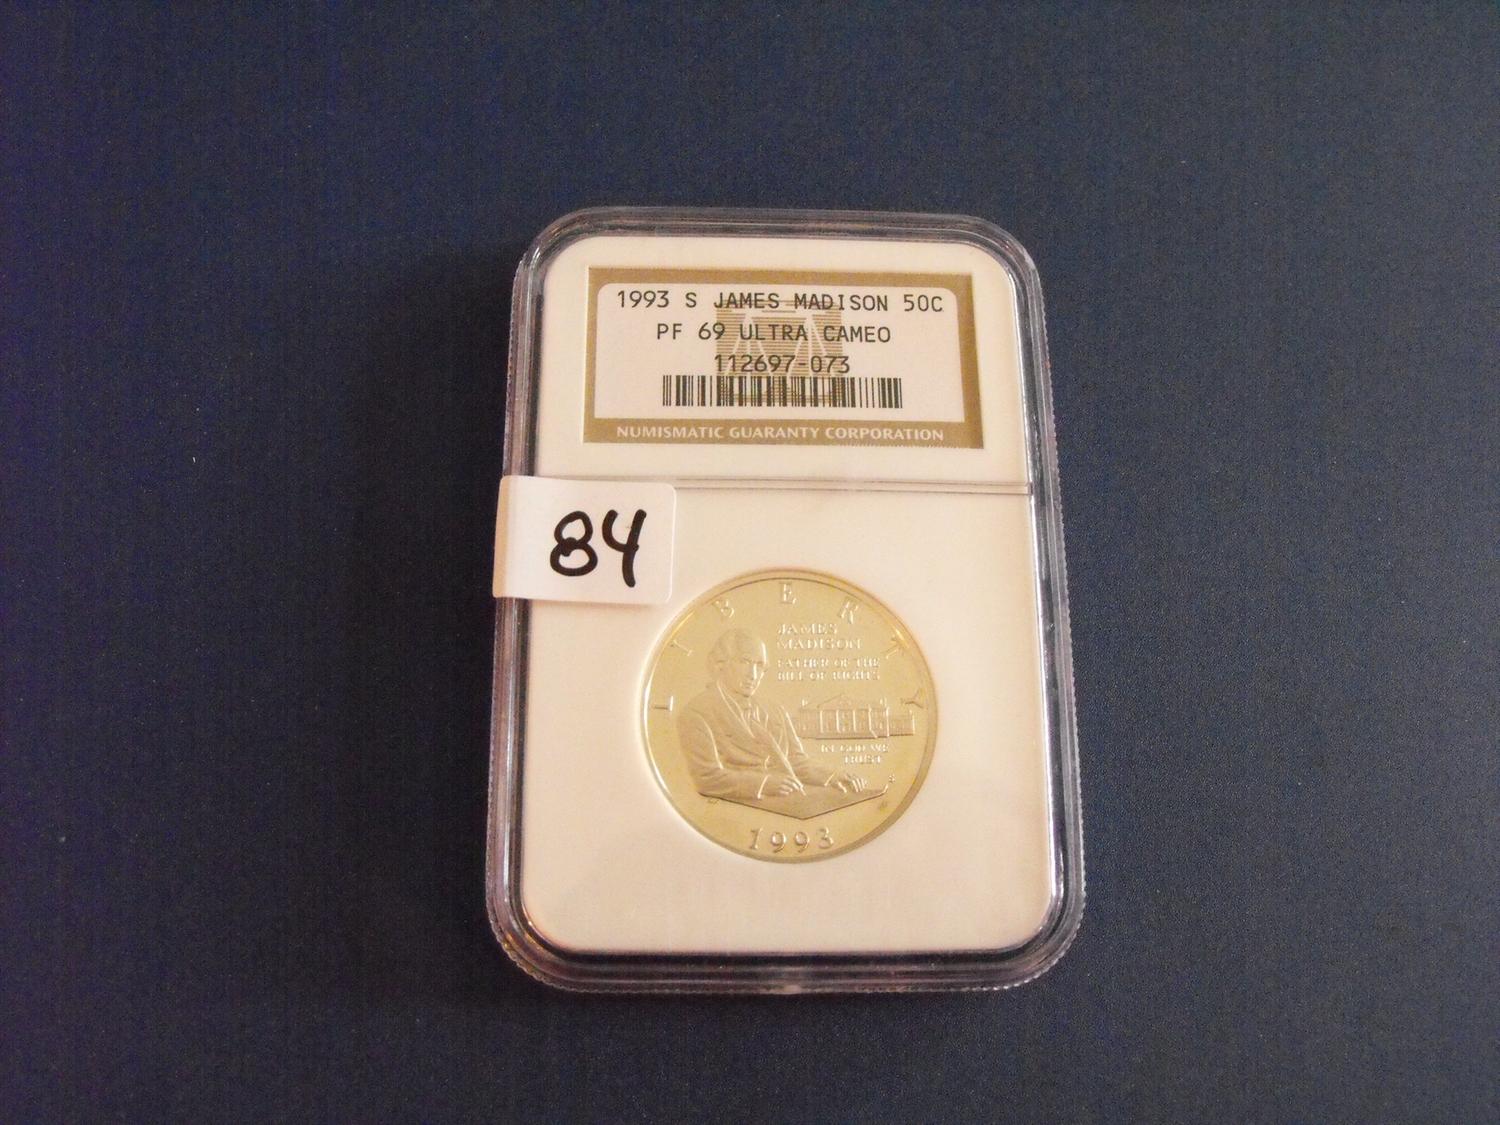 1993 S JAMES MADISON 50C
PF 69 ULTRA CAMEO
112697-073
NUMISMATIC GUARANTY CORPORATION
84
LIBERTY
JAMES
MADISON
FATHER OF THE
BILL OF RIGHTS
IN GOD WE
TRUST
S
1993